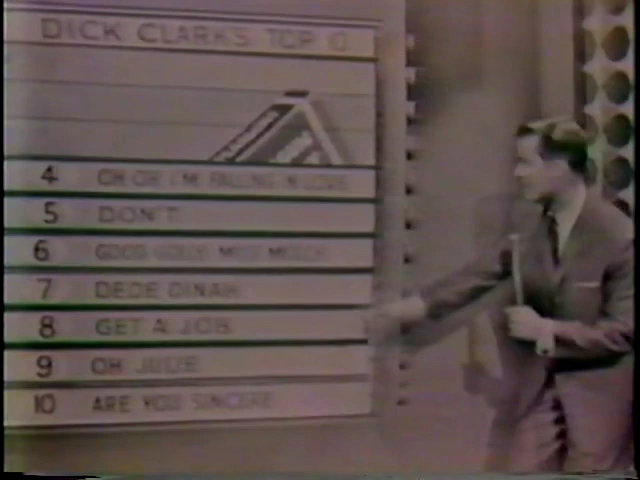 DICK CLARK'S TOP 10
4 OH OH I'M FALLING IN LOVE
5 DON'T
6 GOOD GOLLY MISS MOLLY
7 DEDE DINAH
8 GET A JOB
9 OH JULIE
10 ARE YOU SINCERE